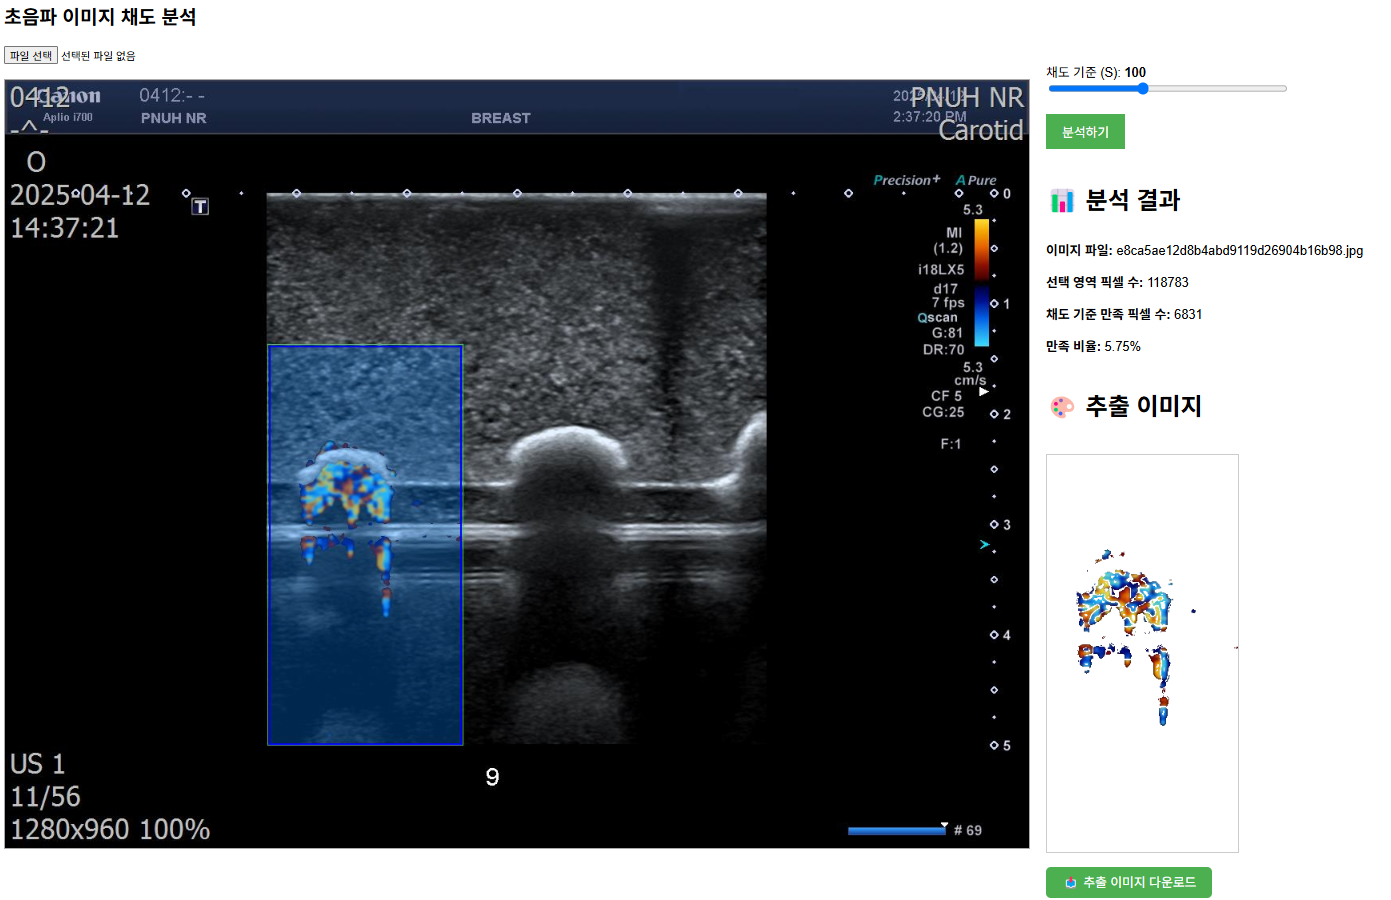 초음파 이미지 채도 분석
파일 선택 선택된 파일 없음
0412
Canon
0412:- -
PNUH NR
Aplio i700
PNUH NR
BREAST
2:37:20 PM
-^-
Carotid
O
2025-04-12
14:37:21
T
Precision+ A Pure
0
5.3
MI
(1.2)
i18LX5
d17
7 fps
1
Qscan
G:81
DR:70
5.3
cm/s
CF 5
CG:25
2
F:1
3
4
5
US 1
11/56
1280x960 100%
9
# 69
채도 기준 (S): 100
분석하기
분석 결과
이미지 파일: e8ca5ae12d8b4abd9119d26904b16b98.jpg
선택 영역 픽셀 수: 118783
채도 기준 만족 픽셀 수: 6831
만족 비율: 5.75%
추출 이미지
추출 이미지 다운로드